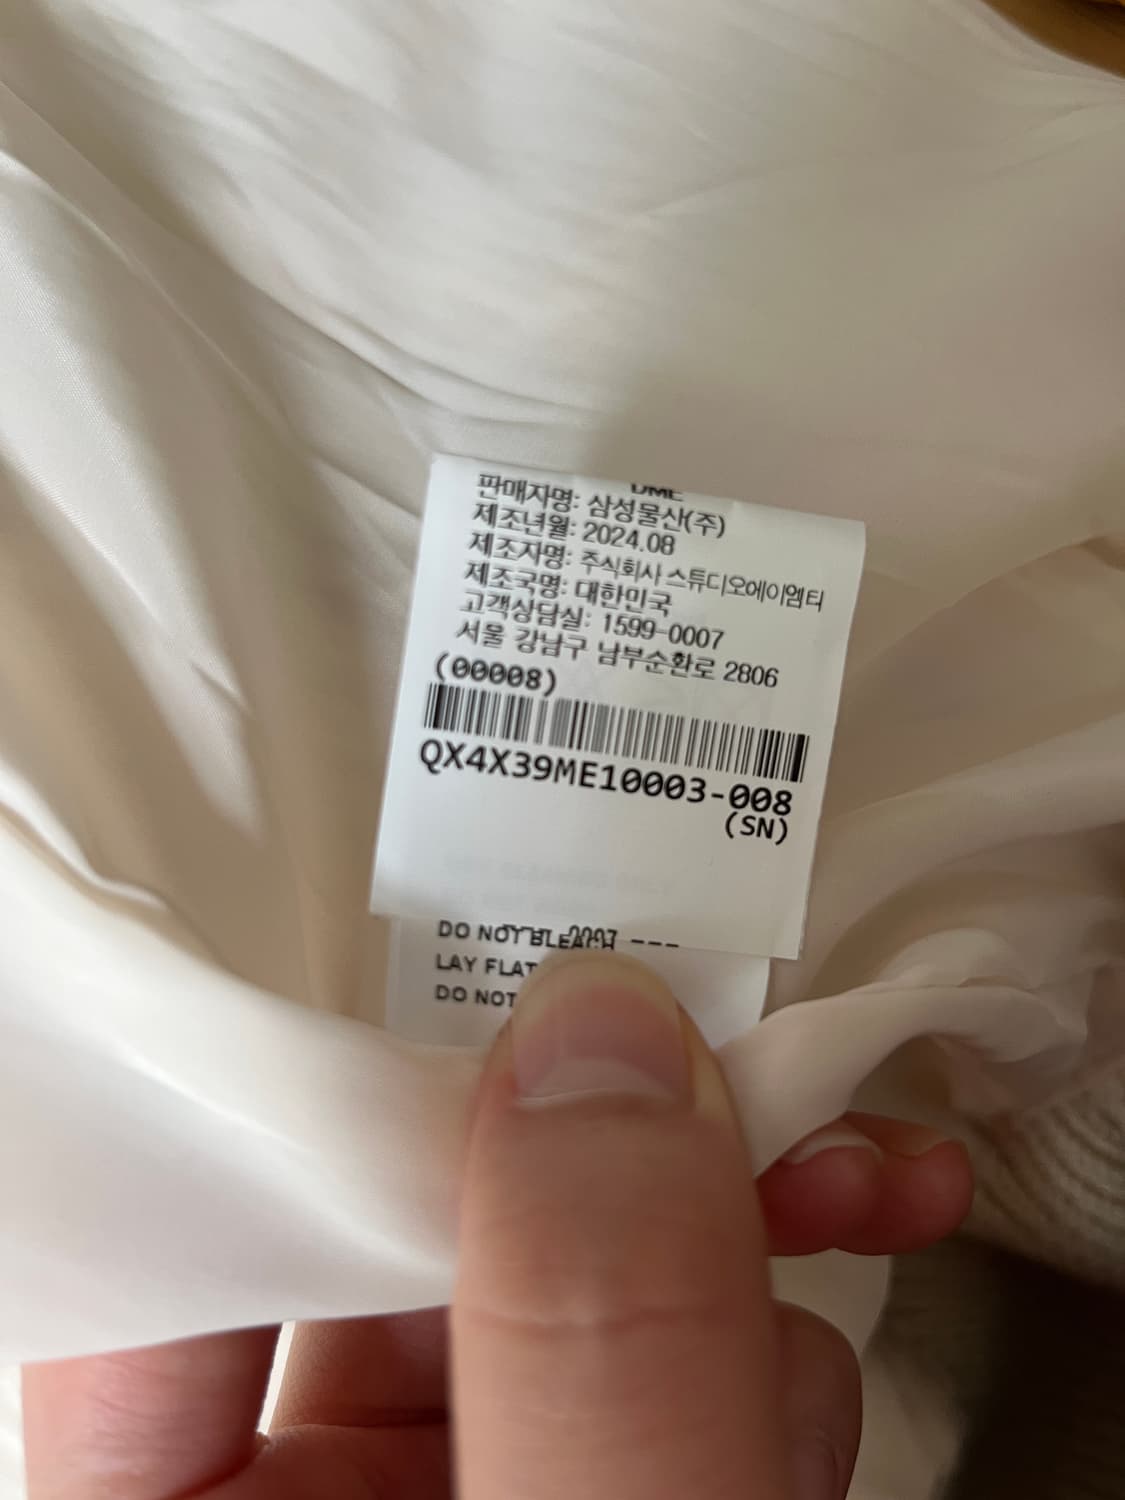 판매자명: 삼성물산(주)
제조년월: 2024.08
제조자명: 주식회사 스튜디오에이엠티
제조국명: 대한민국
고객상담실: 1599-0007
서울 강남구 남부순환로 2806
(00008)
QX4X39ME10003-008
(SN)
DO NOT BLEACH
LAY FLAT
DO NOT